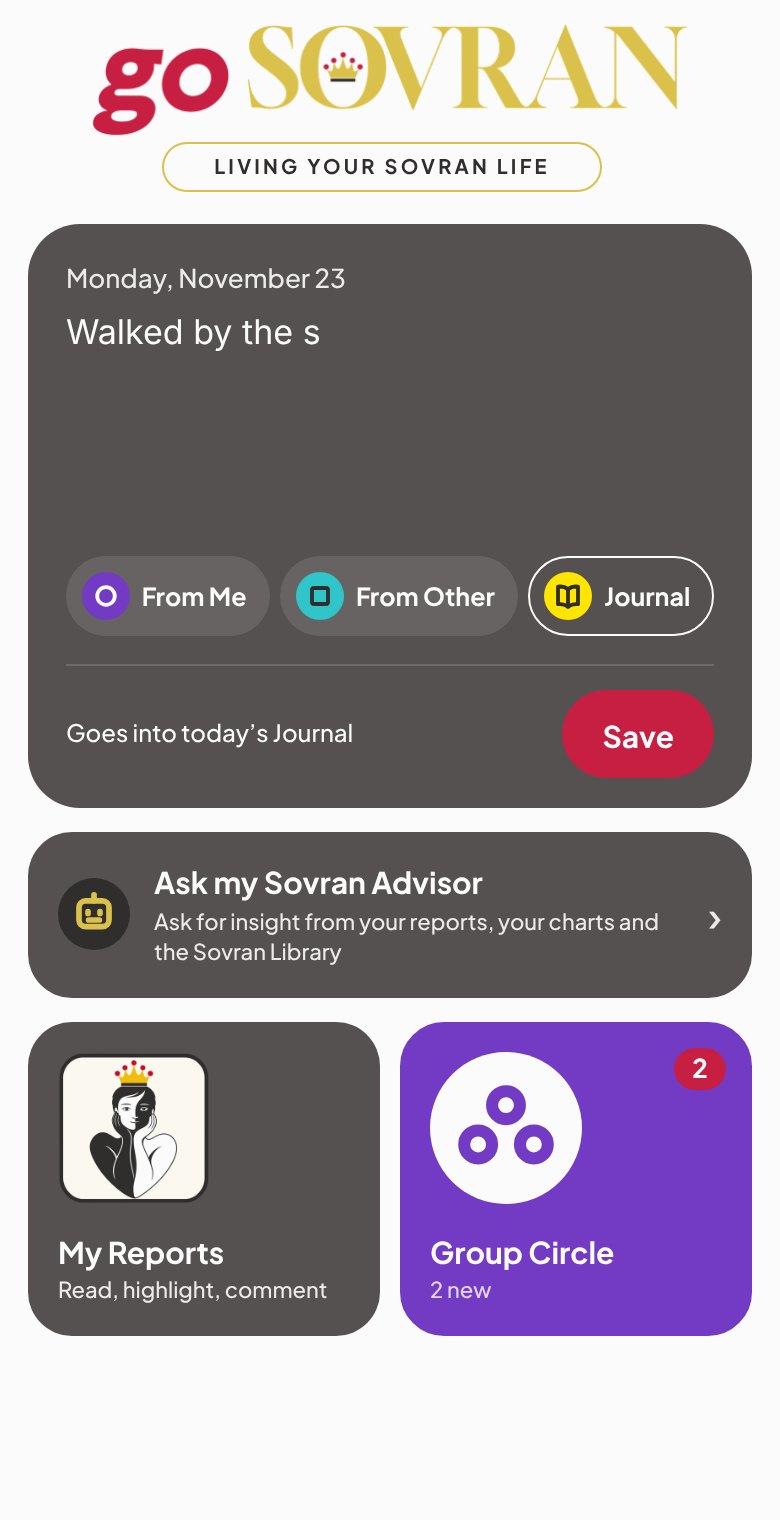 go SOVRAN
LIVING YOUR SOVRAN LIFE
Monday, November 23
Walked by the s
From Me
From Other
Journal
Goes into today’s Journal
Save
Ask my Sovran Advisor
Ask for insight from your reports, your charts and
the Sovran Library
2
My Reports
Read, highlight, comment
Group Circle
2 new